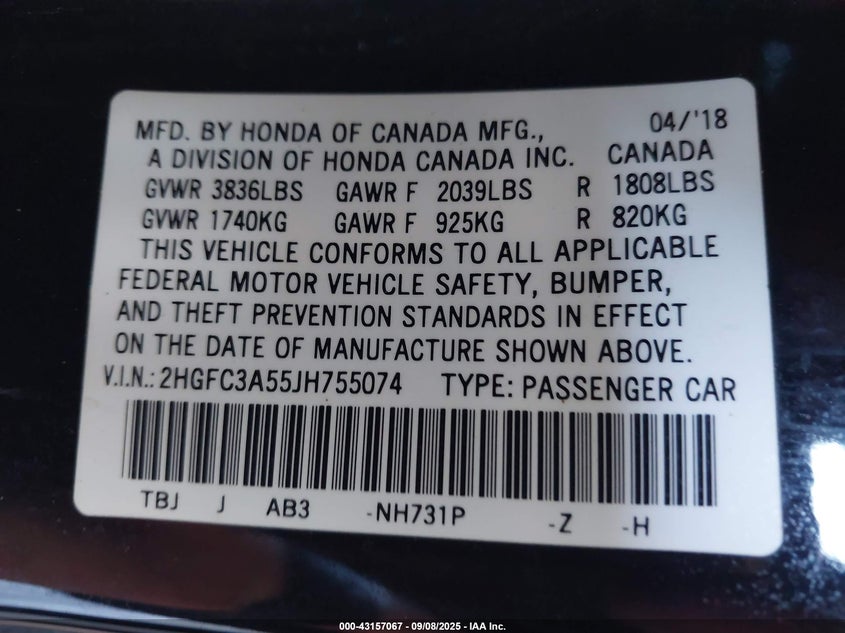 MFD. BY HONDA OF CANADA MFG., 04/'18
A DIVISION OF HONDA CANADA INC. CANADA
GVWR 3836LBS GAWR F 2039LBS R 1808LBS
GVWR 1740KG GAWR F 925KG R 820KG
THIS VEHICLE CONFORMS TO ALL APPLICABLE
FEDERAL MOTOR VEHICLE SAFETY, BUMPER,
AND THEFT PREVENTION STANDARDS IN EFFECT
ON THE DATE OF MANUFACTURE SHOWN ABOVE.
V.I.N.: 2HGFC3A55JH755074 TYPE: PASSENGER CAR
TBJ J AB3 -NH731P -Z -H
000-43157067 - 09/08/2025 - IAA Inc.